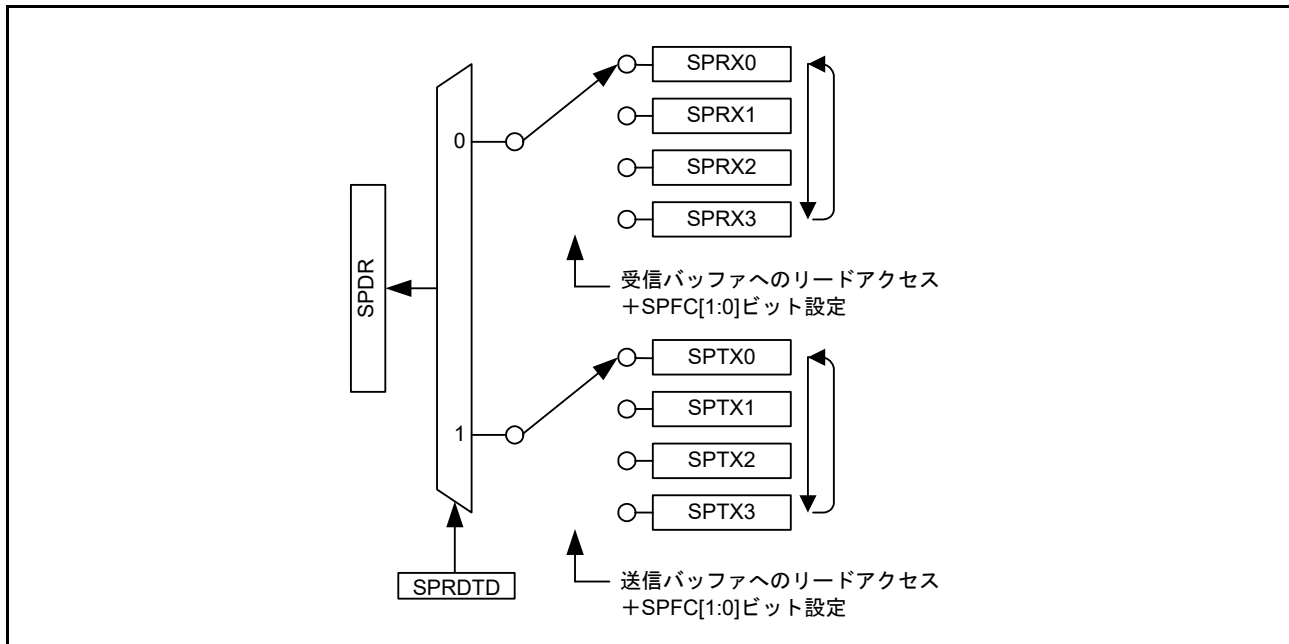 SPRX0
SPRX1
0
SPRX2
SPRX3
SPDR
受信バッファへのリードアクセス
＋SPFC[1:0]ビット設定
SPTX0
SPTX1
1
SPTX2
SPTX3
SPRDTD
送信バッファへのリードアクセス
＋SPFC[1:0]ビット設定